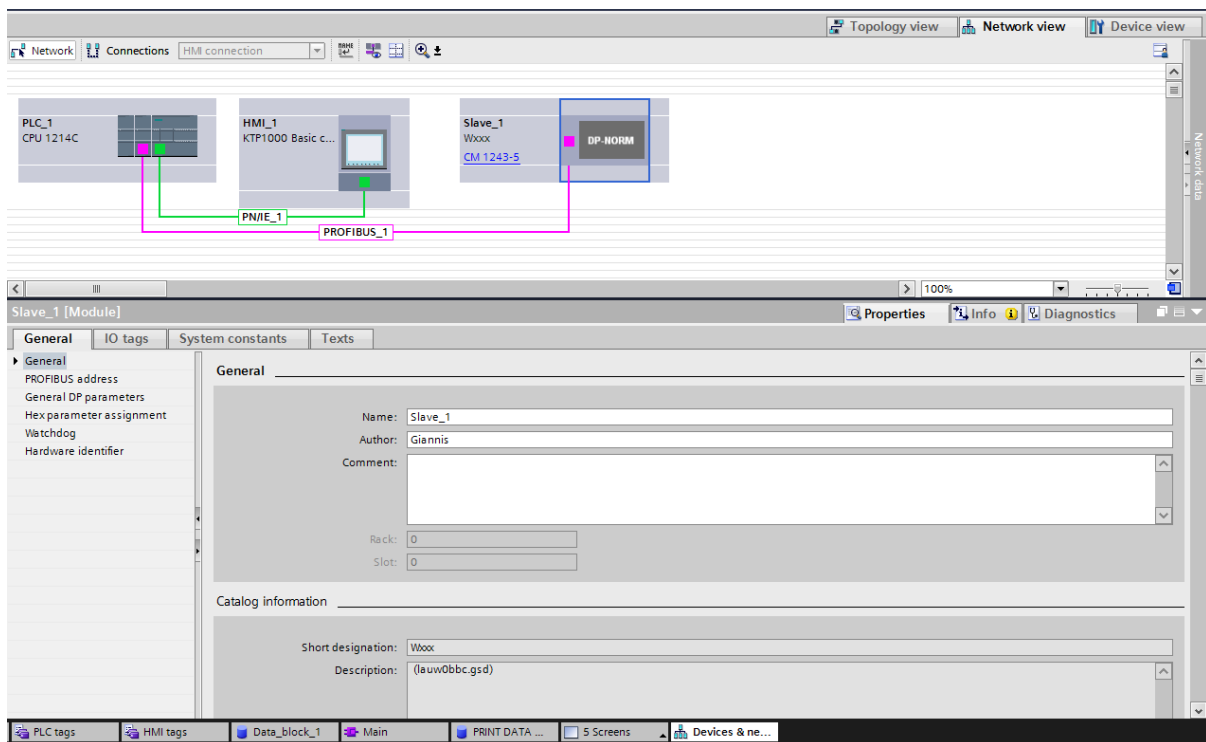 Topology view
Network view
Device view
Network
Connections
HMI connection
NAME
PLC_1
CPU 1214C
HMI_1
KTP1000 Basic c...
Slave_1
Wxxx
CM 1243-5
DP-NORM
PN/IE_1
PROFIBUS_1
Network data
100%
Slave_1 [Module]
Properties
Info
Diagnostics
General
IO tags
System constants
Texts
General
PROFIBUS address
General DP parameters
Hex parameter assignment
Watchdog
Hardware identifier
General
Name: Slave_1
Author: Giannis
Comment:
Rack: 0
Slot: 0
Catalog information
Short designation: Wxxx
Description: (lauw0bbc.gsd)
PLC tags
HMI tags
Data_block_1
Main
PRINT DATA ...
5 Screens
Devices & ne...